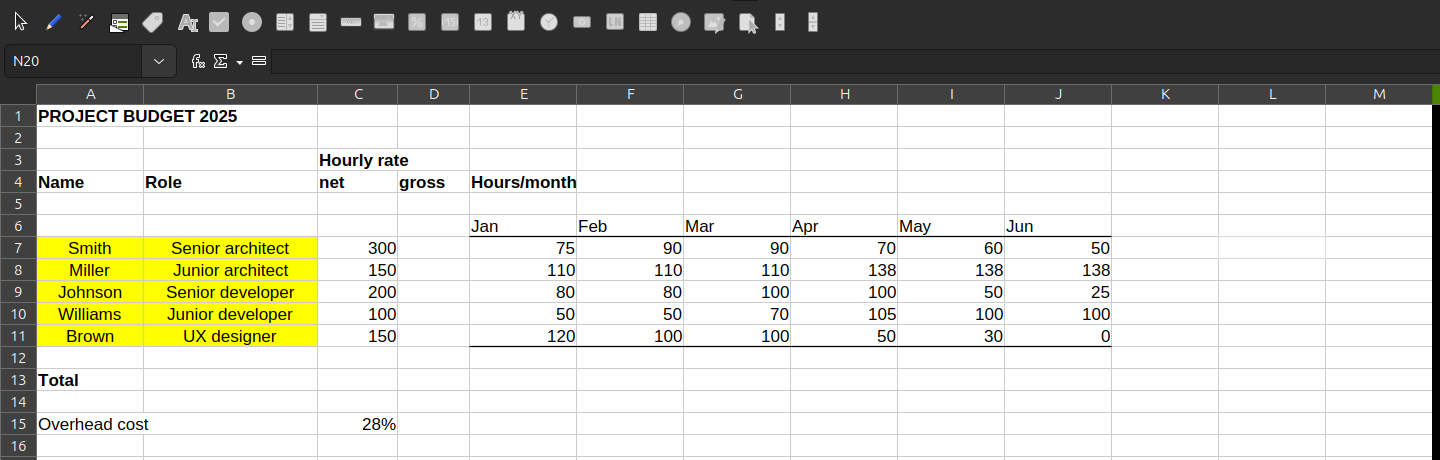 N20
A B C D E F G H I J K L M
1 PROJECT BUDGET 2025
2
3 Hourly rate
4 Name Role net gross Hours/month
5
6 Jan Feb Mar Apr May Jun
7 Smith Senior architect 300 75 90 90 70 60 50
8 Miller Junior architect 150 110 110 110 138 138 138
9 Johnson Senior developer 200 80 80 100 100 50 25
10 Williams Junior developer 100 50 50 70 105 100 100
11 Brown UX designer 150 120 100 100 50 30 0
12
13 Total
14
15 Overhead cost 28%
16